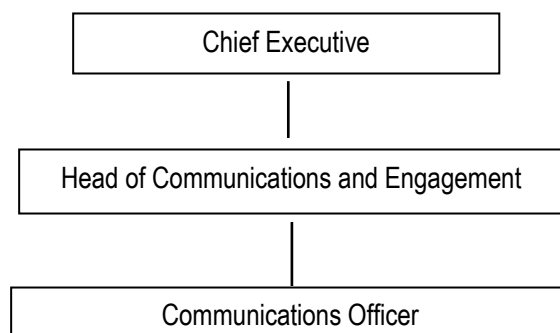 Chief Executive
Head of Communications and Engagement
Communications Officer